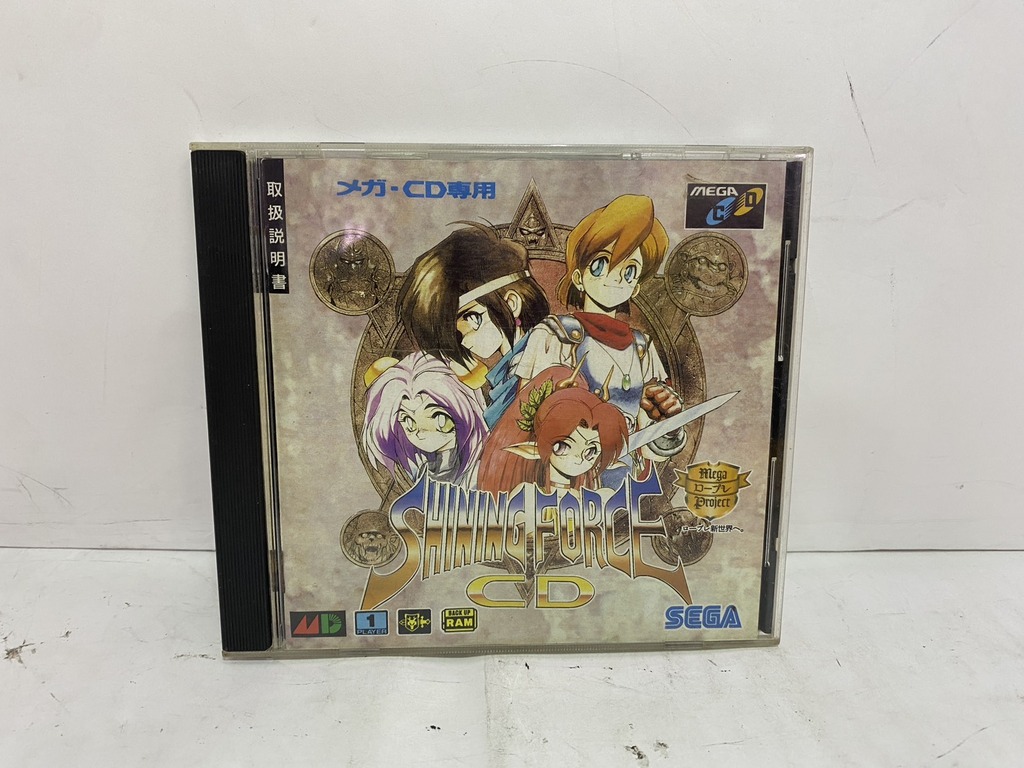 取扱説明書
メガ・CD専用
MEGA
CD
SHINING FORCE
CD
Mega
ロープレ
Project
ロープレ新世界へ。
MD
1
PLAYER
BACK UP
RAM
SEGA